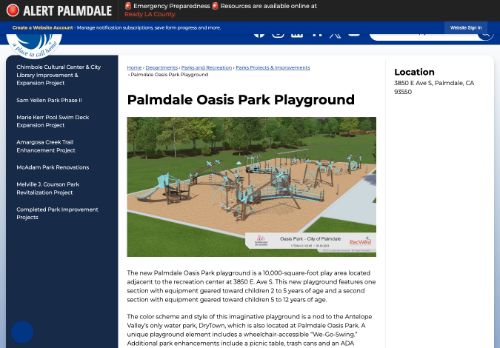 ALERT PALMDALE
🚨 Emergency Preparedness 🚨 Resources are available online at
Ready LA County.
Create a Website Account - Manage notification subscriptions, save form progress and more.
Website Sign In
a place to call home
Chimbole Cultural Center & City
Library Improvement &
Expansion Project
Sam Yellen Park Phase II
Marie Kerr Pool Swim Deck
Expansion Project
Amargosa Creek Trail
Enhancement Project
McAdam Park Renovations
Melville J. Courson Park
Revitalization Project
Completed Park Improvement
Projects
Home › Departments › Parks and Recreation › Parks Projects & Improvements
› Palmdale Oasis Park Playground
Palmdale Oasis Park Playground
Oasis Park - City of Palmdale
The new Palmdale Oasis Park playground is a 10,000-square-foot play area located
adjacent to the recreation center at 3850 E. Ave S. This new playground features one
section with equipment geared toward children 2 to 5 years of age and a second
section with equipment geared toward children 5 to 12 years of age.
The color scheme and style of this imaginative playground is a nod to the Antelope
Valley's only water park, DryTown, which is also located at Palmdale Oasis Park. A
unique playground element includes a wheelchair-accessible "We-Go-Swing."
Additional park enhancements include a picnic table, trash cans and an ADA
Location
3850 E Ave S, Palmdale, CA
93550